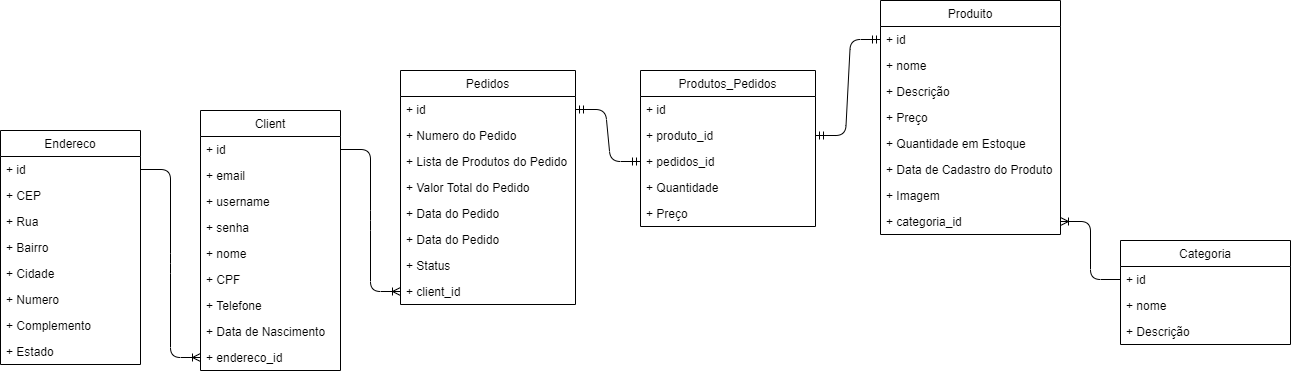 Endereco
+ id
+ CEP
+ Rua
+ Bairro
+ Cidade
+ Numero
+ Complemento
+ Estado
Client
+ id
+ email
+ username
+ senha
+ nome
+ CPF
+ Telefone
+ Data de Nascimento
+ endereco_id
Pedidos
+ id
+ Numero do Pedido
+ Lista de Produtos do Pedido
+ Valor Total do Pedido
+ Data do Pedido
+ Data do Pedido
+ Status
+ client_id
Produtos_Pedidos
+ id
+ produto_id
+ pedidos_id
+ Quantidade
+ Preço
Produito
+ id
+ nome
+ Descrição
+ Preço
+ Quantidade em Estoque
+ Data de Cadastro do Produto
+ Imagem
+ categoria_id
Categoria
+ id
+ nome
+ Descrição